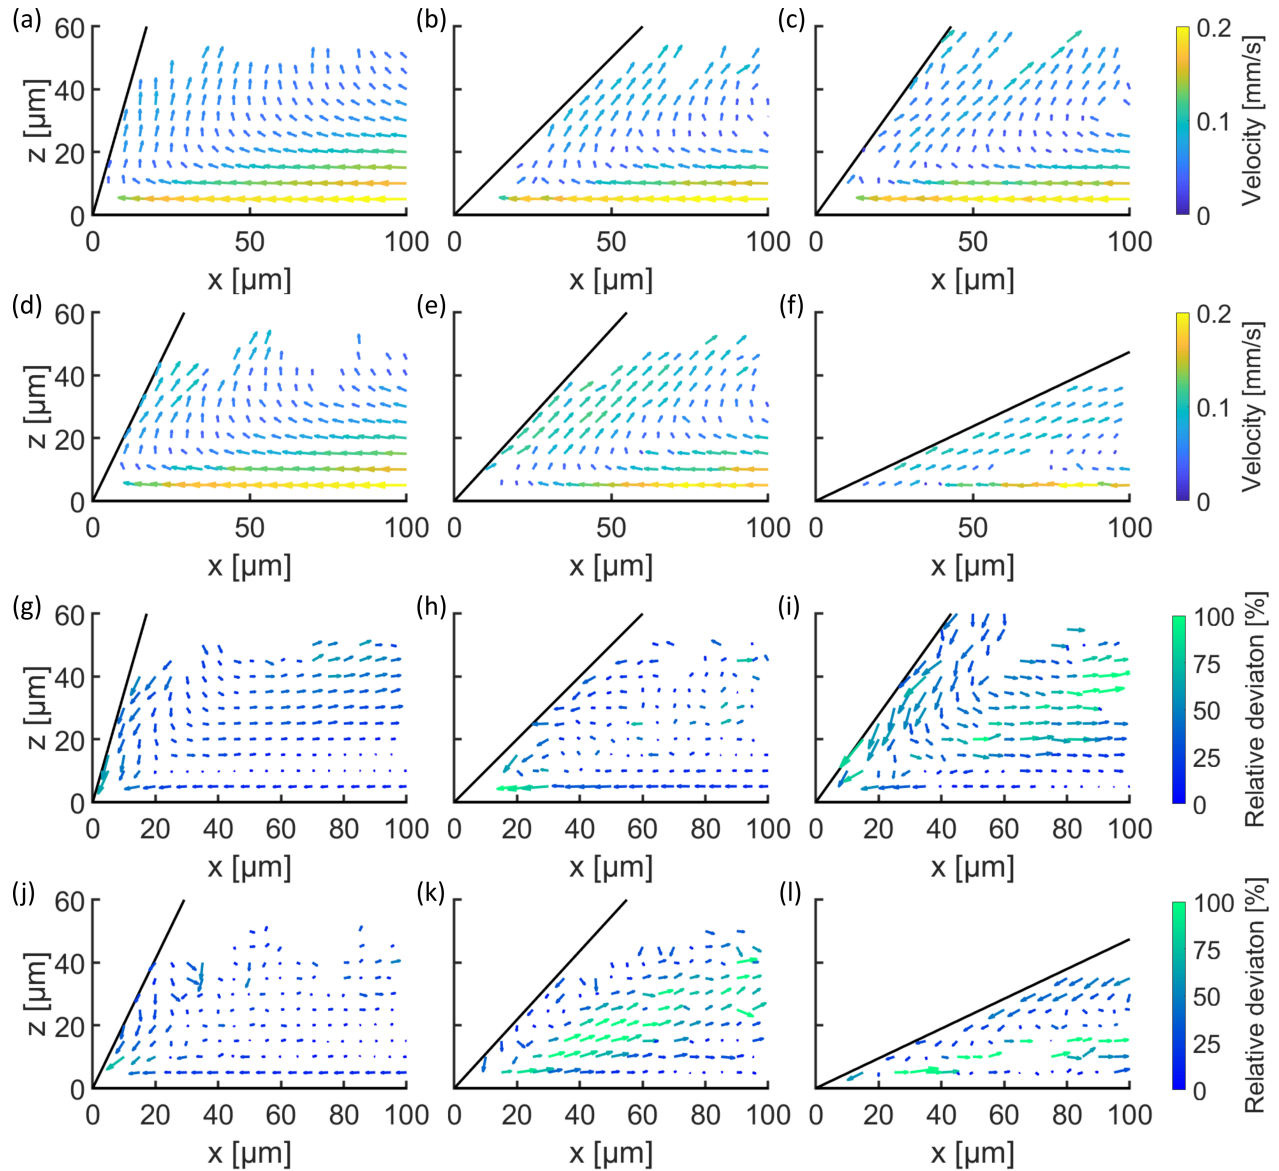 (a) (b) (c)
60 40 20 0
z [µm]
0 50 100 0 50 100 0 50 100
x [µm] x [µm] x [µm]
0.2 0.1 0
Velocity [mm/s]
(d) (e) (f)
60 40 20 0
z [µm]
0 50 100 0 50 100 0 50 100
x [µm] x [µm] x [µm]
0.2 0.1 0
Velocity [mm/s]
(g) (h) (i)
60 40 20 0
z [µm]
0 20 40 60 80 100 0 20 40 60 80 100 0 20 40 60 80 100
x [µm] x [µm] x [µm]
100 75 50 25 0
Relative deviaton [%]
(j) (k) (l)
60 40 20 0
z [µm]
0 20 40 60 80 100 0 20 40 60 80 100 0 20 40 60 80 100
x [µm] x [µm] x [µm]
100 75 50 25 0
Relative deviaton [%]